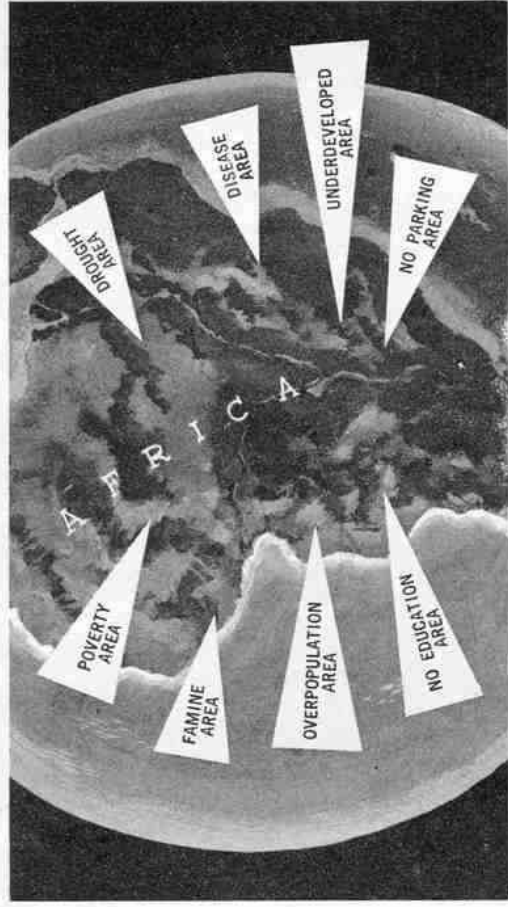 DROUGHT
AREA
DISEASE
AREA
UNDERDEVELOPED
AREA
NO PARKING
AREA
AFRICA
POVERTY
AREA
FAMINE
AREA
OVERPOPULATION
AREA
NO EDUCATION
AREA